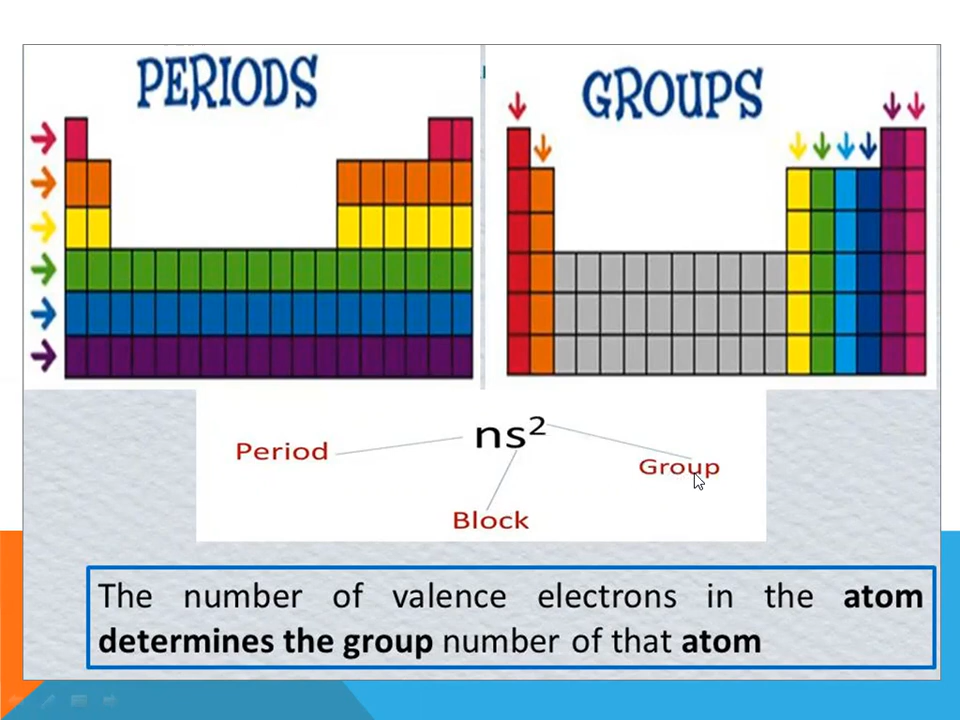 PERIODS
GROUPS
ns²
Period
Group
Block
The number of valence electrons in the atom
determines the group number of that atom